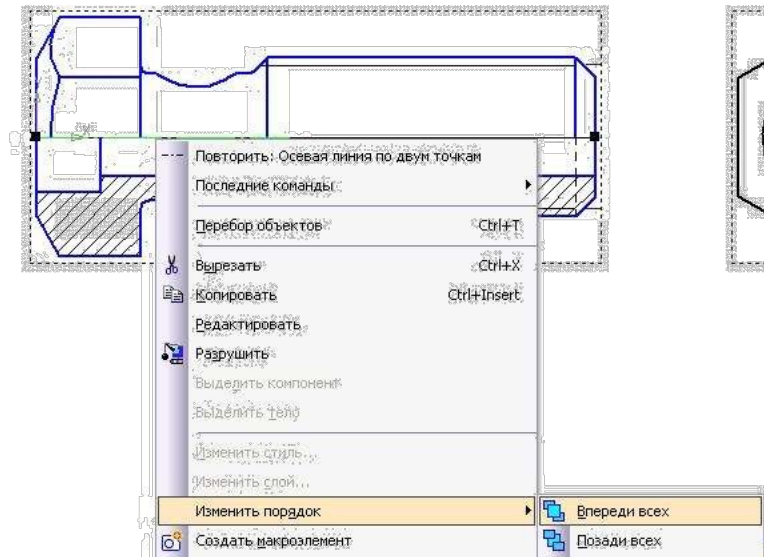 Повторить: Осевая линия по двум точкам
Последние команды
Перебор объектов Ctrl+T
Вырезать Ctrl+X
Копировать Ctrl+Insert
Редактировать
Разрушить
Выделить компонент
Выделить тело
Изменить стиль...
Изменить слой...
Изменить порядок
Впереди всех
Создать макроэлемент
Позади всех